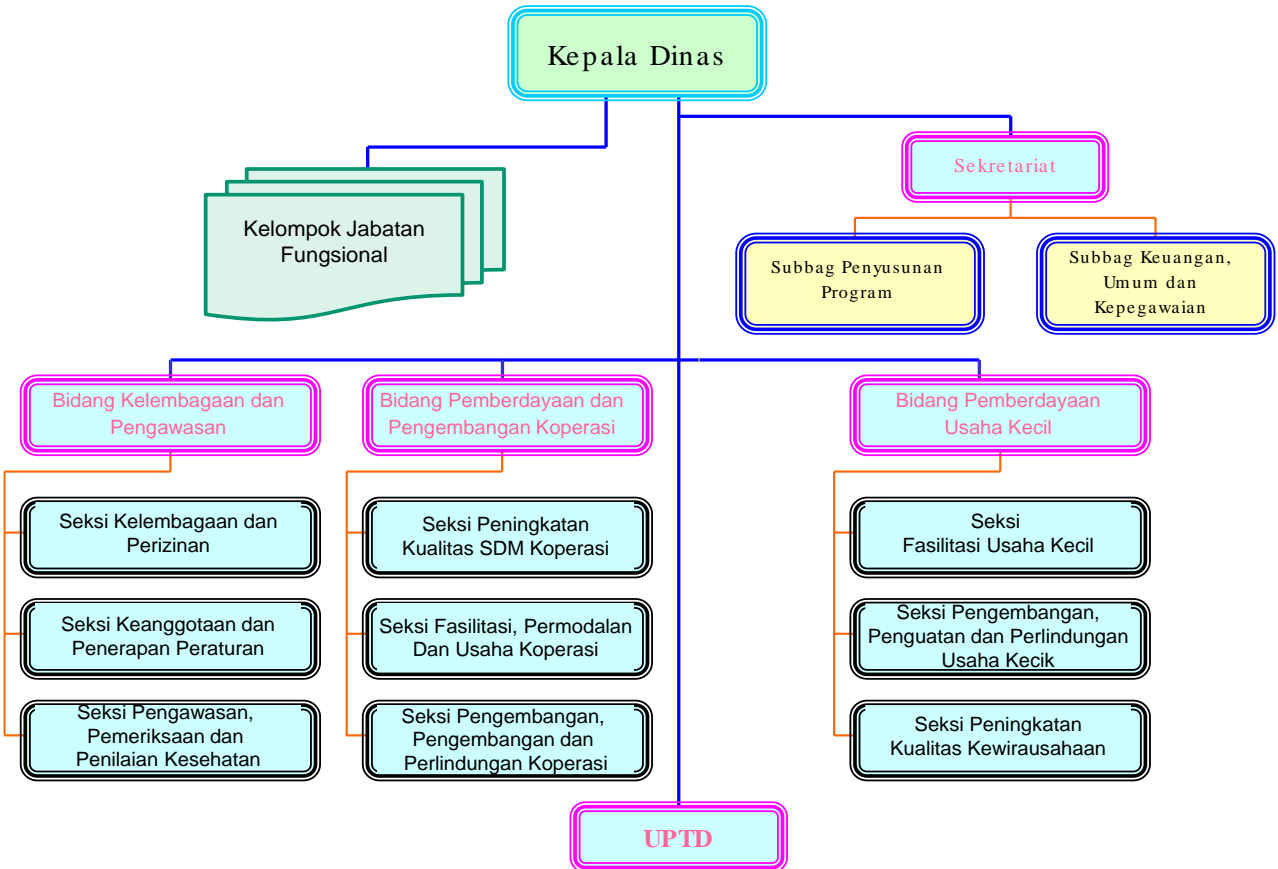 Kepala Dinas
Sekretariat
Kelompok Jabatan
Fungsional
Subbag Penyusunan
Program
Subbag Keuangan,
Umum dan
Kepegawaian
Bidang Kelembagaan dan
Pengawasan
Bidang Pemberdayaan dan
Pengembangan Koperasi
Bidang Pemberdayaan
Usaha Kecil
Seksi Kelembagaan dan
Perizinan
Seksi Peningkatan
Kualitas SDM Koperasi
Seksi
Fasilitasi Usaha Kecil
Seksi Keanggotaan dan
Penerapan Peraturan
Seksi Fasilitasi, Permodalan
Dan Usaha Koperasi
Seksi Pengembangan,
Penguatan dan Perlindungan
Usaha Kecik
Seksi Pengawasan,
Pemeriksaan dan
Penilaian Kesehatan
Seksi Pengembangan,
Pengembangan dan
Perlindungan Koperasi
Seksi Peningkatan
Kualitas Kewirausahaan
UPTD